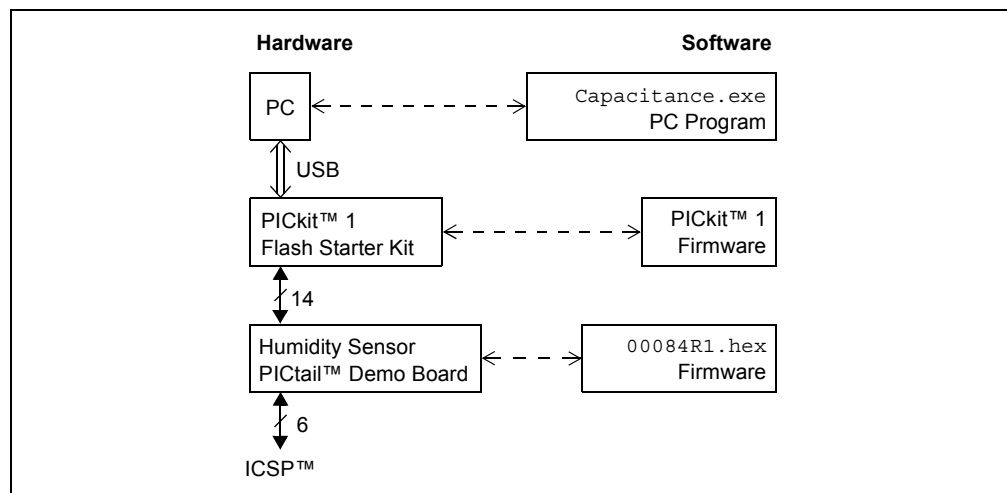 Hardware
Software
PC
Capacitance.exe
PC Program
USB
PICkit™ 1
Flash Starter Kit
PICkit™ 1
Firmware
14
Humidity Sensor
PICtail™ Demo Board
00084R1.hex
Firmware
6
ICSP™